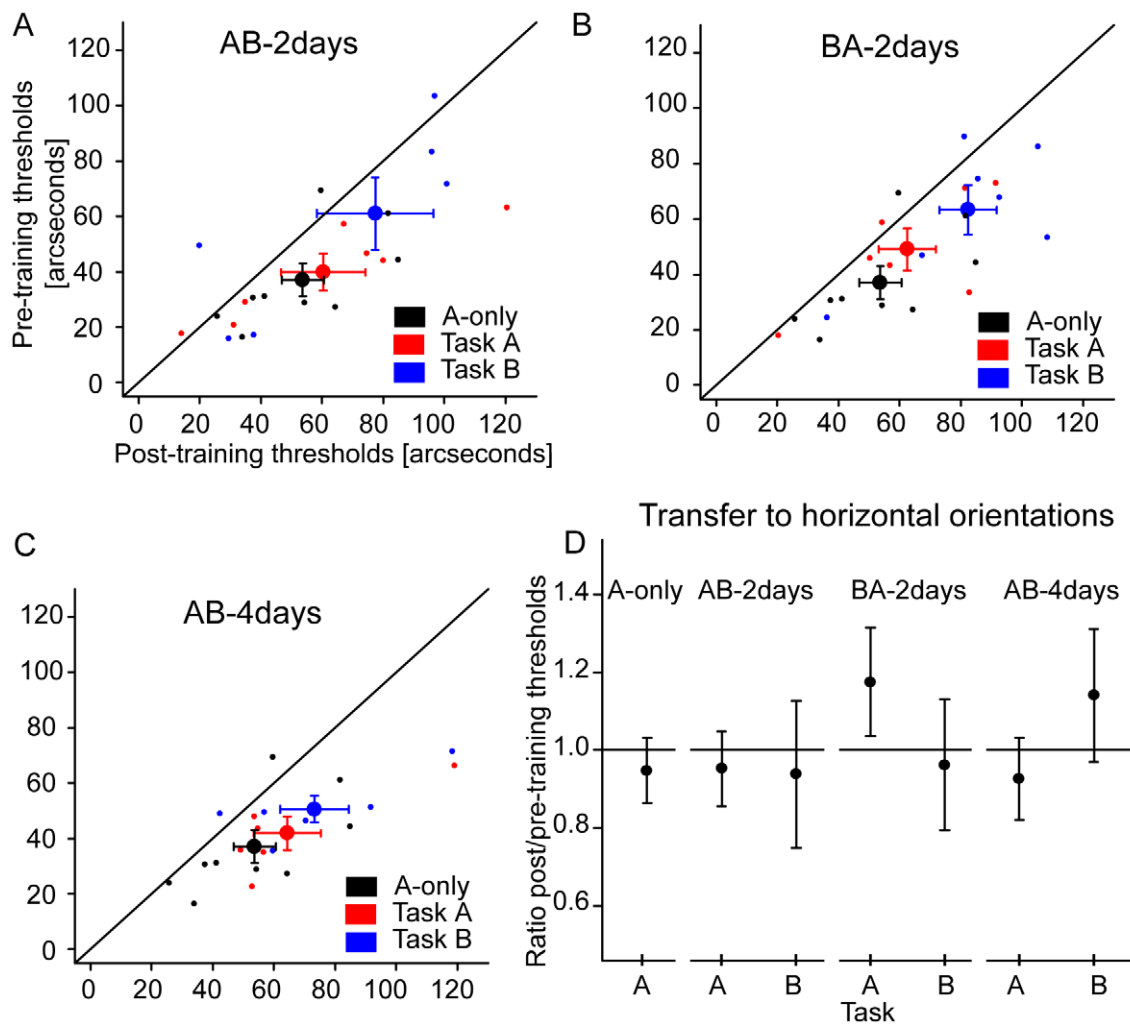 A
AB-2days
120
100
80
60
40
20
0
Pre-training thresholds
[arcseconds]
A-only
Task A
Task B
0 20 40 60 80 100 120
Post-training thresholds [arcseconds]
B
BA-2days
120
100
80
60
40
20
0
A-only
Task A
Task B
0 20 40 60 80 100 120
C
AB-4days
120
100
80
60
40
20
0
A-only
Task A
Task B
0 20 40 60 80 100 120
Transfer to horizontal orientations
D
A-only AB-2days BA-2days AB-4days
Ratio post/pre-training thresholds
1.4
1.2
1.0
0.8
0.6
A A B A B A B
Task